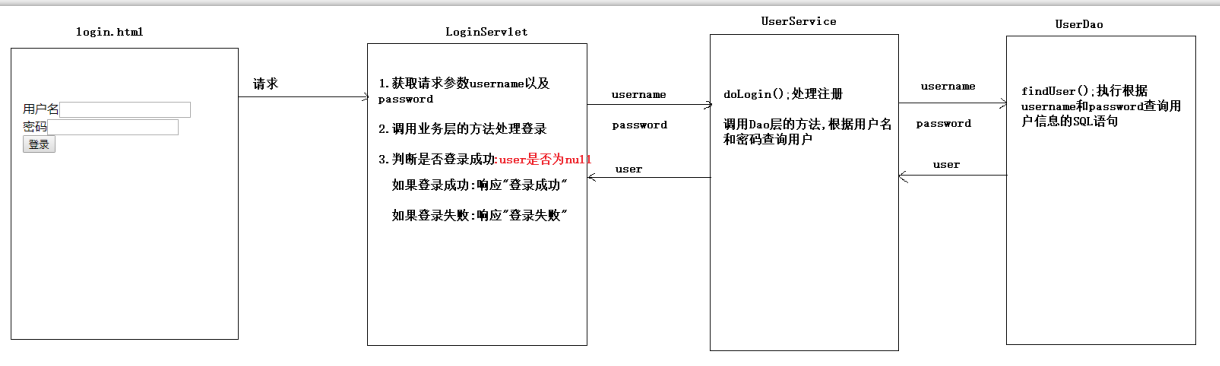 login.html
用户名
密码
登录
请求
LoginServlet
1.获取请求参数username以及
password
2.调用业务层的方法处理登录
3.判断是否登录成功:user是否为null
如果登录成功:响应"登录成功"
如果登录失败:响应"登录失败"
username
password
user
UserService
doLogin();处理注册
调用Dao层的方法,根据用户名
和密码查询用户
username
password
user
UserDao
findUser();执行根据
username和password查询用
户信息的SQL语句